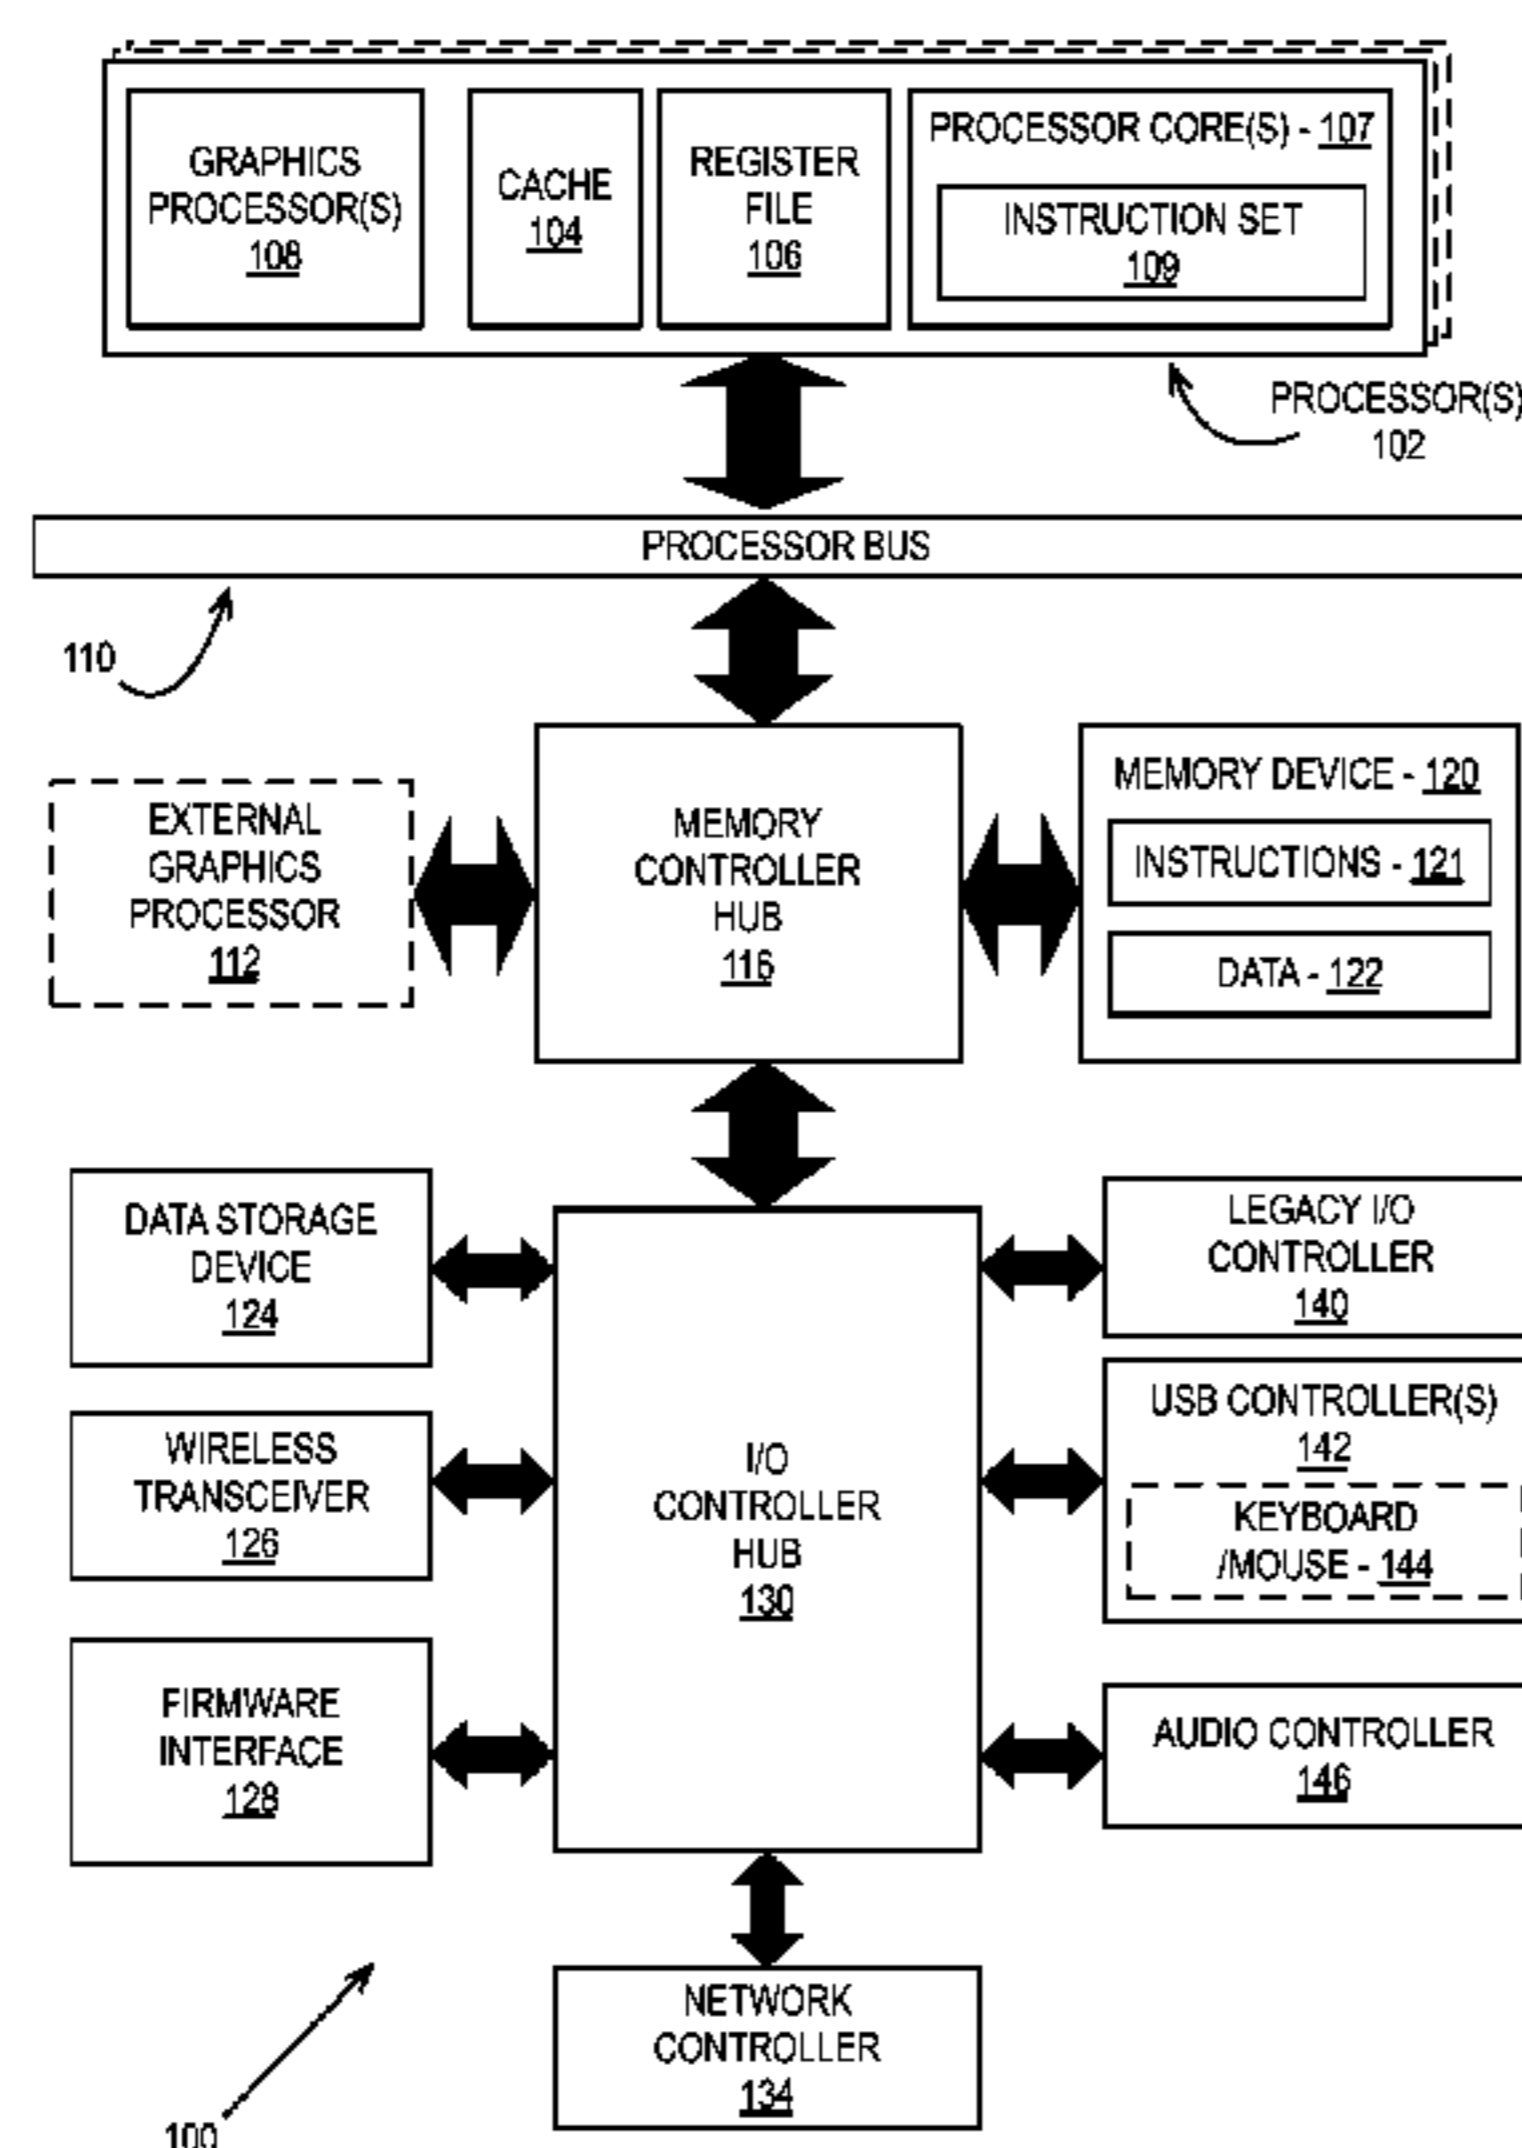 GRAPHICS
PROCESSOR(S)
108
CACHE
104
REGISTER
FILE
106
PROCESSOR CORE(S) - 107
INSTRUCTION SET
109
PROCESSOR(S)
102
PROCESSOR BUS
110
EXTERNAL
GRAPHICS
PROCESSOR
112
MEMORY
CONTROLLER
HUB
116
MEMORY DEVICE - 120
INSTRUCTIONS - 121
DATA - 122
DATA STORAGE
DEVICE
124
LEGACY I/O
CONTROLLER
140
WIRELESS
TRANSCEIVER
126
I/O
CONTROLLER
HUB
130
USB CONTROLLER(S)
142
KEYBOARD
/MOUSE - 144
FIRMWARE
INTERFACE
128
AUDIO CONTROLLER
146
NETWORK
CONTROLLER
134
100